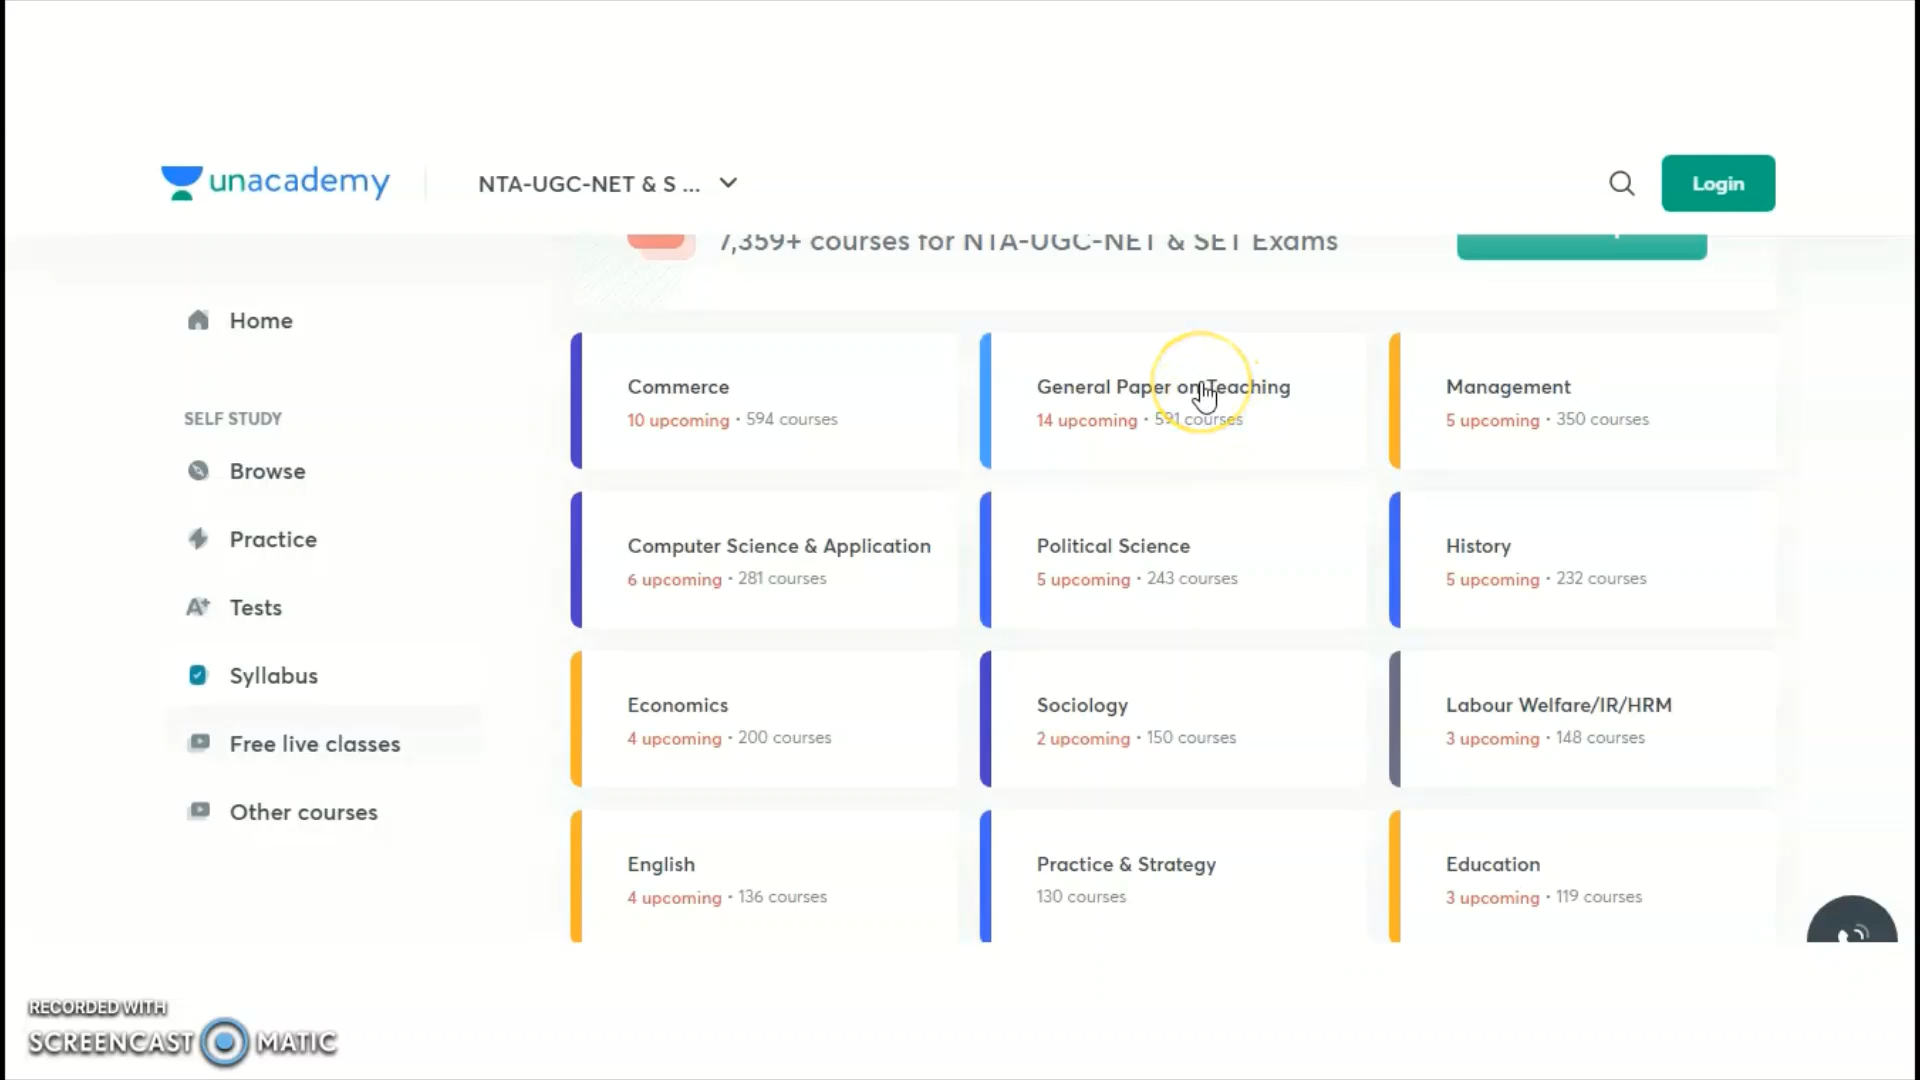 unacademy
NTA-UGC-NET & S ...
Login
7,359+ courses for NTA-UGC-NET & SET Exams
Home
SELF STUDY
Browse
Practice
Tests
Syllabus
Free live classes
Other courses
Commerce
10 upcoming · 594 courses
General Paper on Teaching
14 upcoming · 591 courses
Management
5 upcoming · 350 courses
Computer Science & Application
6 upcoming · 281 courses
Political Science
5 upcoming · 243 courses
History
5 upcoming · 232 courses
Economics
4 upcoming · 200 courses
Sociology
2 upcoming · 150 courses
Labour Welfare/IR/HRM
3 upcoming · 148 courses
English
4 upcoming · 136 courses
Practice & Strategy
130 courses
Education
3 upcoming · 119 courses
RECORDED WITH
SCREENCAST MATIC